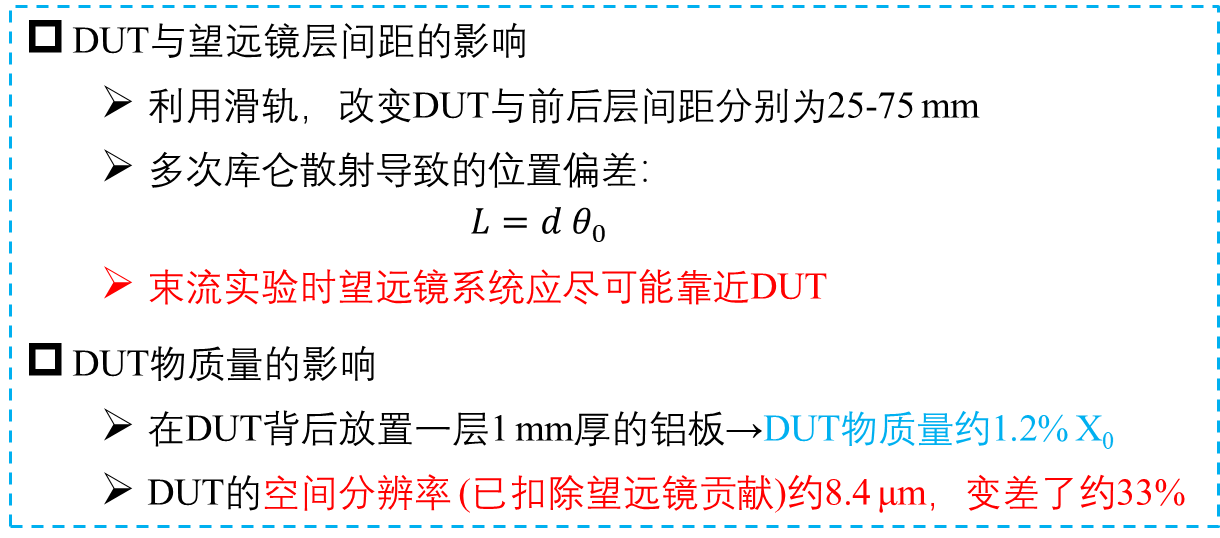 DUT与望远镜层间距的影响
利用滑轨，改变DUT与前后层间距分别为25-75 mm
多次库仑散射导致的位置偏差：
L = d θ₀
束流实验时望远镜系统应尽可能靠近DUT
DUT物质量的影响
在DUT背后放置一层1 mm厚的铝板→DUT物质量约1.2% X₀
DUT的空间分辨率 (已扣除望远镜贡献)约8.4 μm，变差了约33%